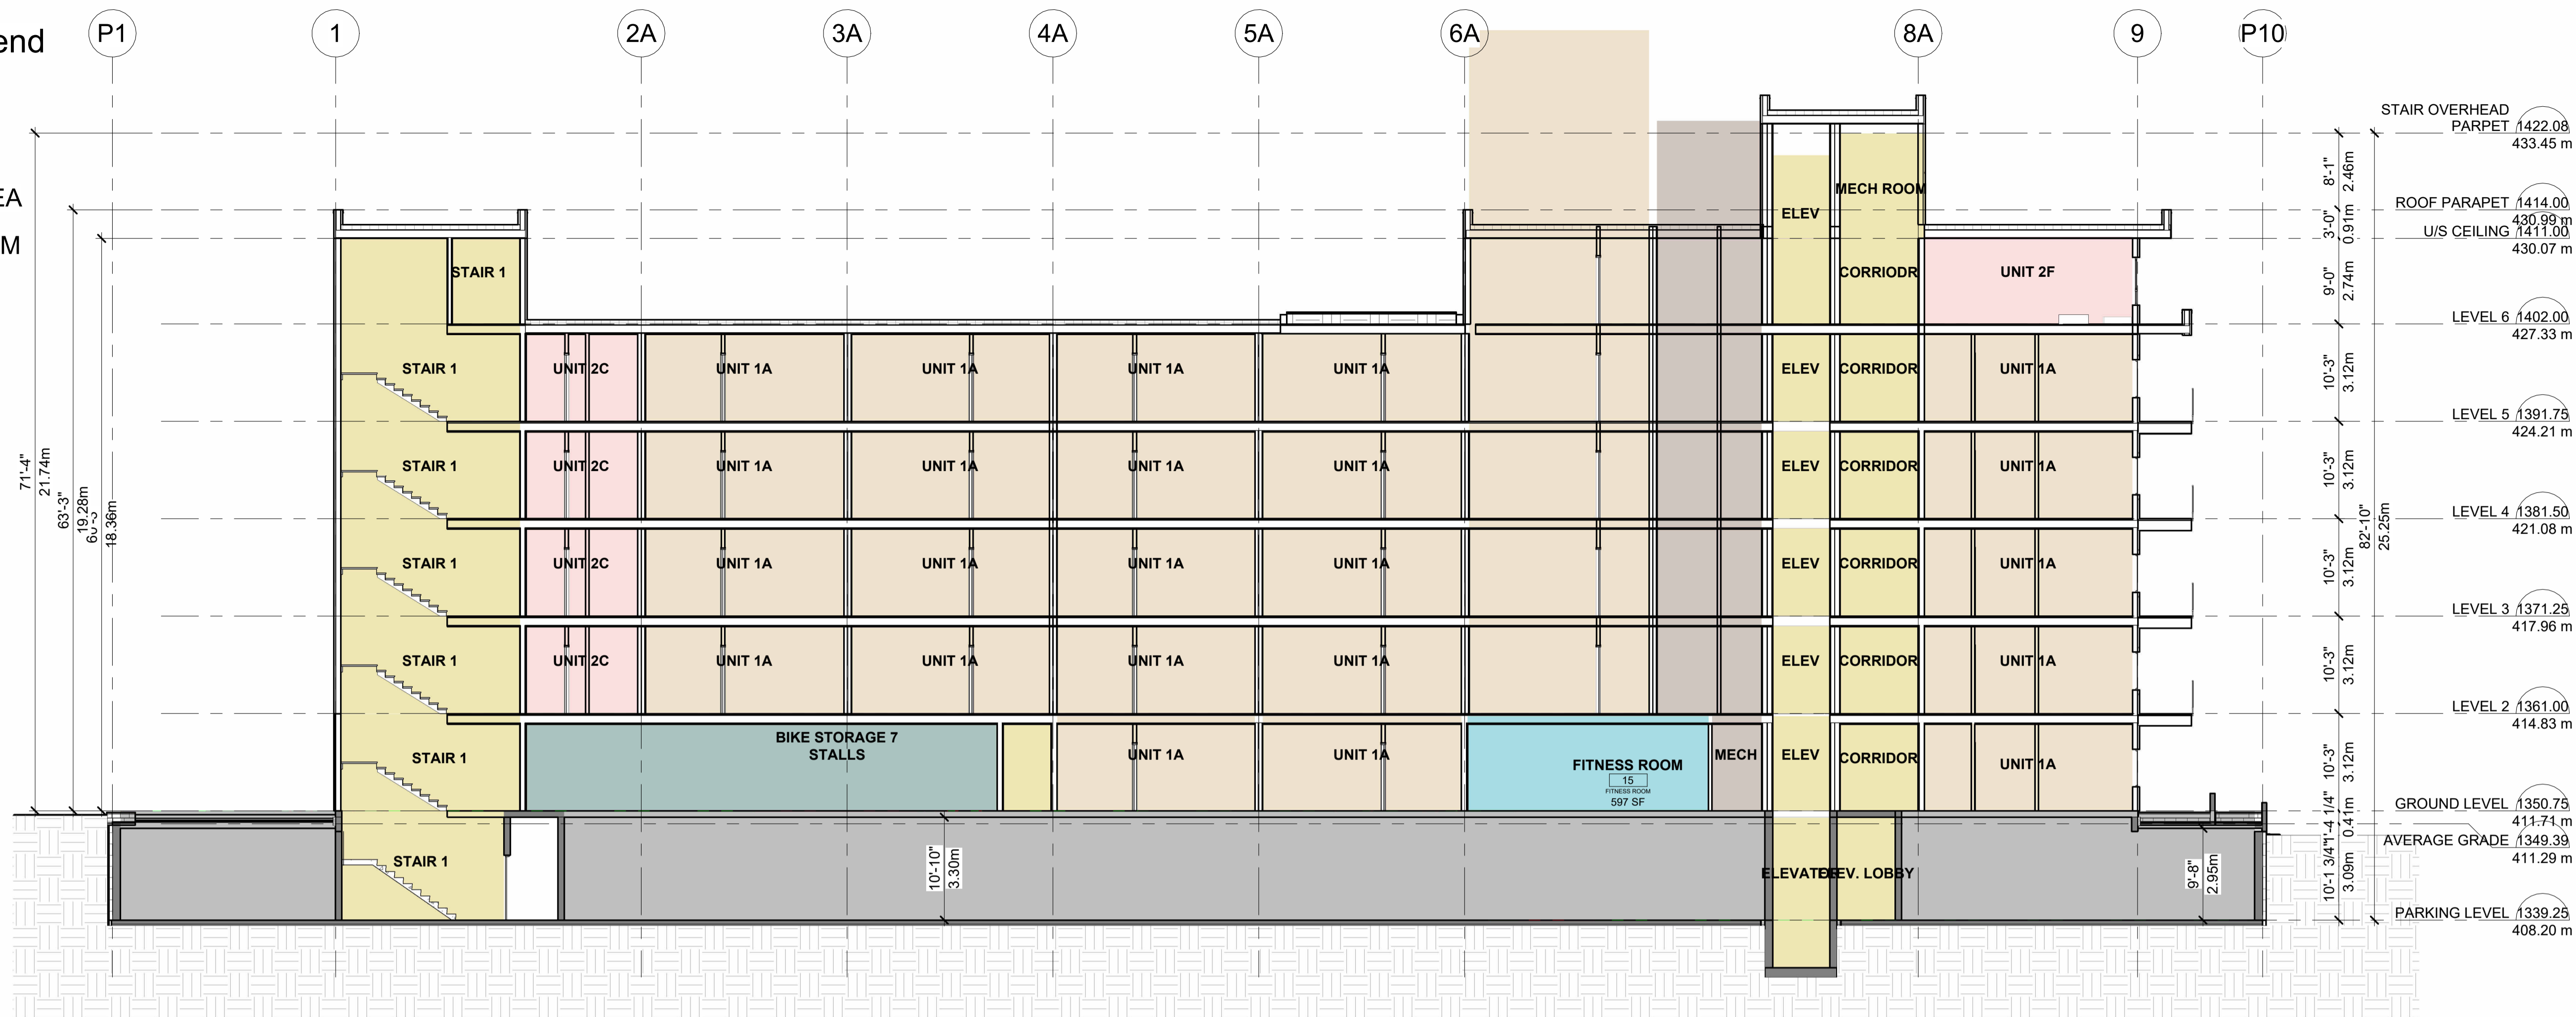 P1
1
2A
3A
4A
5A
6A
8A
9
P10
end
EA
M
STAIR OVERHEAD
PARPET 1422.08
433.45 m
ROOF PARAPET 1414.00
430.99 m
U/S CEILING 1411.00
430.07 m
LEVEL 6 1402.00
427.33 m
LEVEL 5 1391.75
424.21 m
LEVEL 4 1381.50
421.08 m
LEVEL 3 1371.25
417.96 m
LEVEL 2 1361.00
414.83 m
GROUND LEVEL 1350.75
411.71 m
AVERAGE GRADE 1349.39
411.29 m
PARKING LEVEL 1339.25
408.20 m
8'-1"
2.46m
3'-0"
0.91m
9'-0"
2.74m
10'-3"
3.12m
10'-3"
3.12m
10'-3"
3.12m
10'-3"
3.12m
10'-3"
3.12m
1'-4 1/4"
0.41m
10'-1 3/4"
3.09m
82'-10"
25.25m
71'-4"
21.74m
63'-3"
19.28m
60'-3"
18.36m
MECH ROOM
ELEV
STAIR 1
CORRIODR
UNIT 2F
STAIR 1
UNIT 2C
UNIT 1A
UNIT 1A
UNIT 1A
UNIT 1A
ELEV
CORRIDOR
UNIT 1A
STAIR 1
UNIT 2C
UNIT 1A
UNIT 1A
UNIT 1A
UNIT 1A
ELEV
CORRIDOR
UNIT 1A
STAIR 1
UNIT 2C
UNIT 1A
UNIT 1A
UNIT 1A
UNIT 1A
ELEV
CORRIDOR
UNIT 1A
STAIR 1
UNIT 2C
UNIT 1A
UNIT 1A
UNIT 1A
UNIT 1A
ELEV
CORRIDOR
UNIT 1A
STAIR 1
BIKE STORAGE 7
STALLS
UNIT 1A
UNIT 1A
FITNESS ROOM
15
FITNESS ROOM
597 SF
MECH
ELEV
CORRIDOR
UNIT 1A
STAIR 1
10'-10"
3.30m
ELEVATOR
ELEV. LOBBY
9'-8"
2.95m